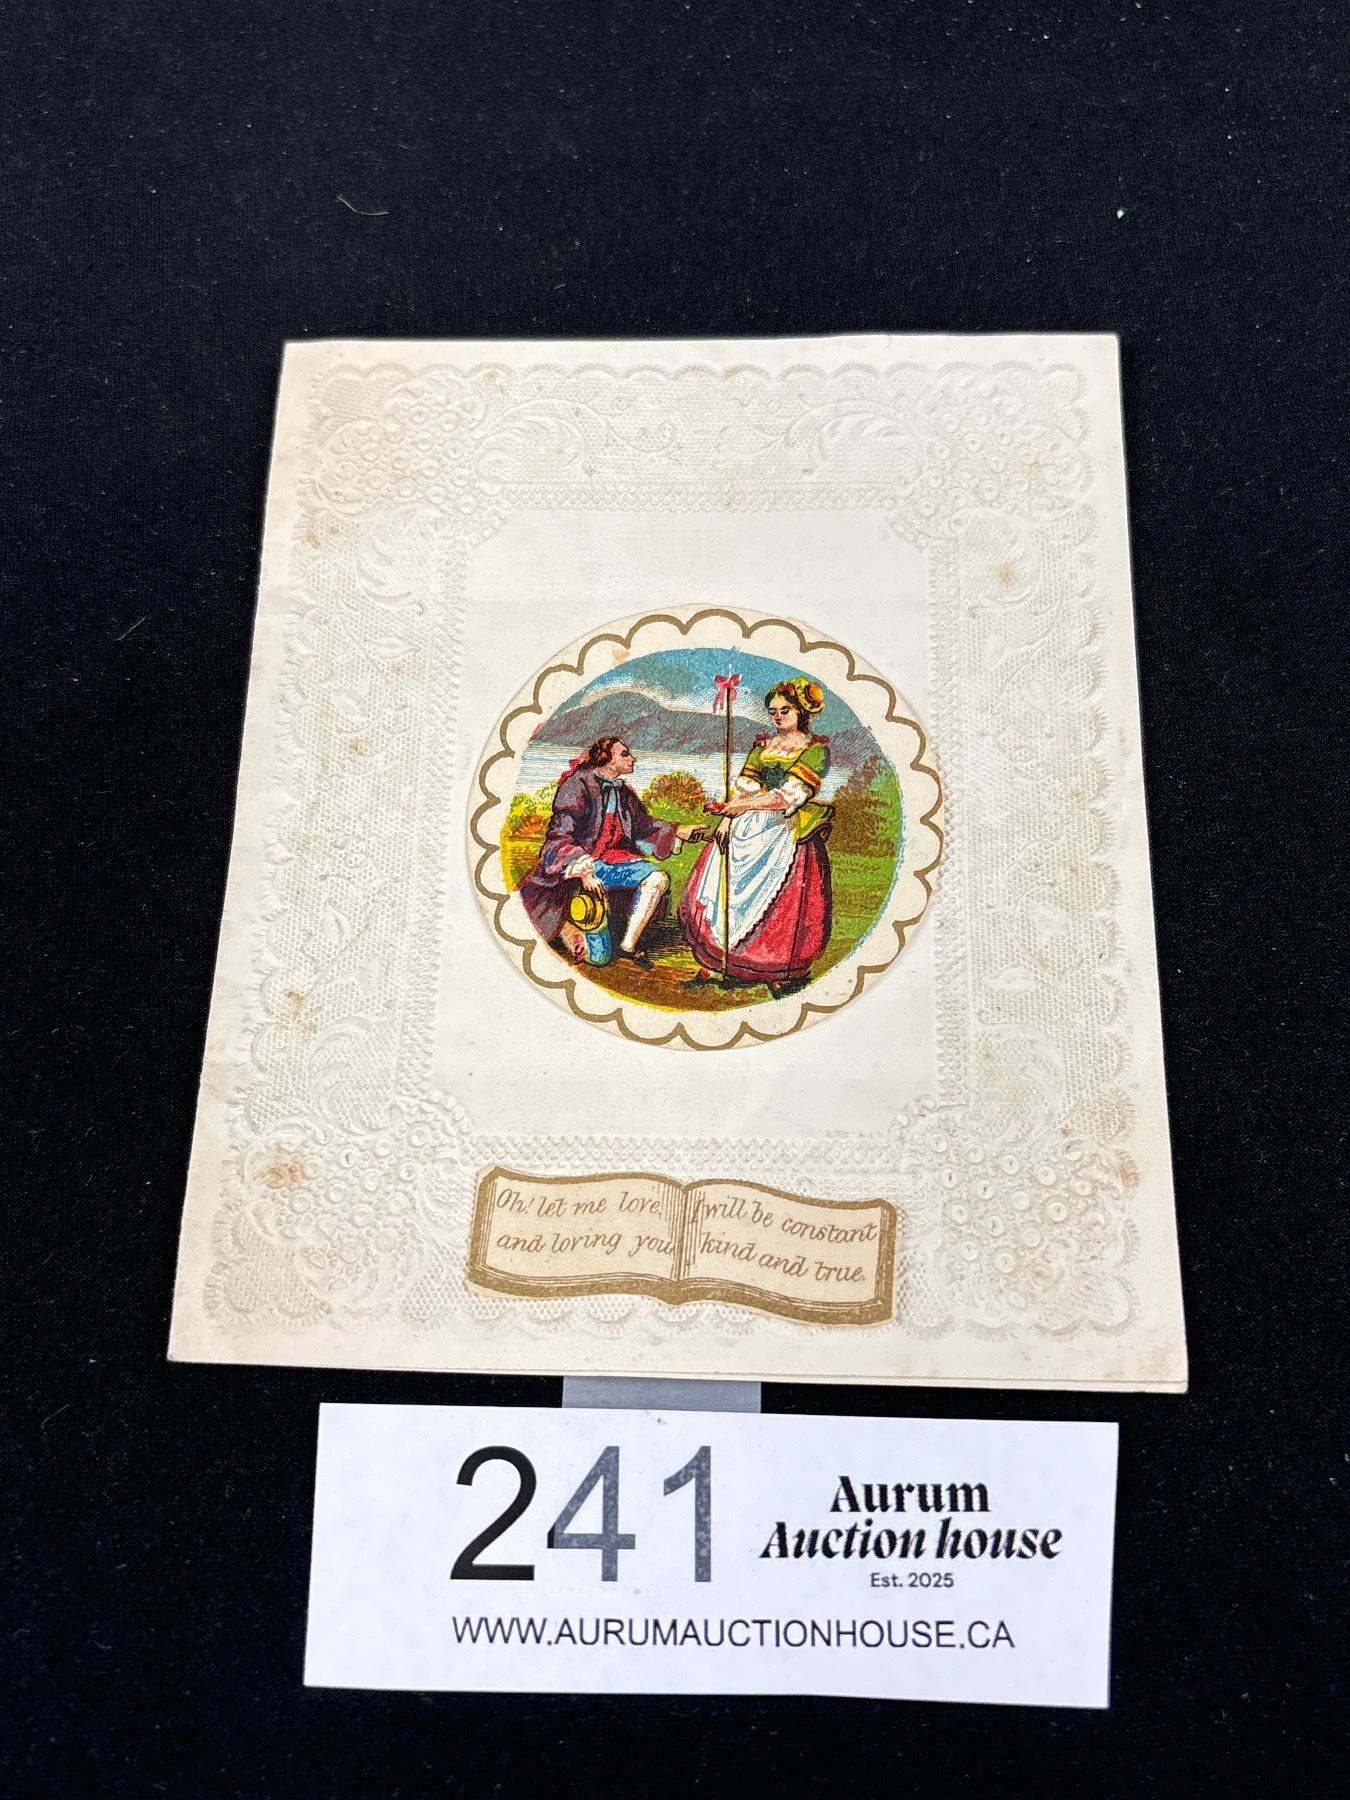 Oh! let me love,
and loving you
I will be constant
kind and true.
241
Aurum
Auction house
Est. 2025
WWW.AURUMAUCTIONHOUSE.CA